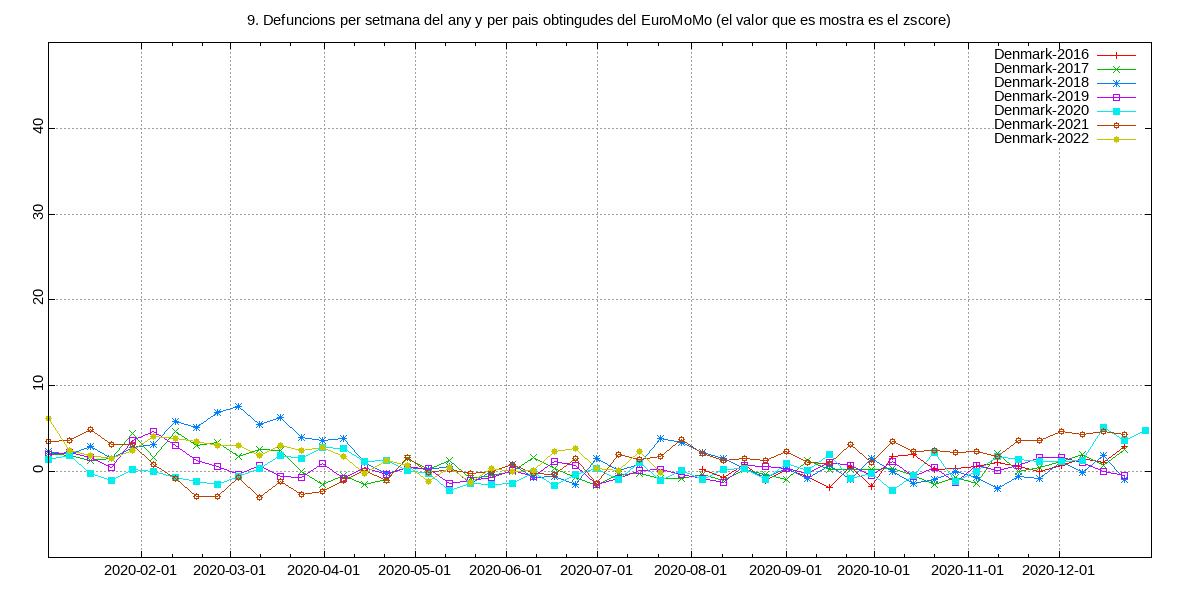 9. Defuncions per setmana del any y per pais obtingudes del EuroMoMo (el valor que es mostra es el zscore)
Denmark-2016
Denmark-2017
Denmark-2018
Denmark-2019
Denmark-2020
Denmark-2021
Denmark-2022
40
30
20
10
0
2020-02-01 2020-03-01 2020-04-01 2020-05-01 2020-06-01 2020-07-01 2020-08-01 2020-09-01 2020-10-01 2020-11-01 2020-12-01